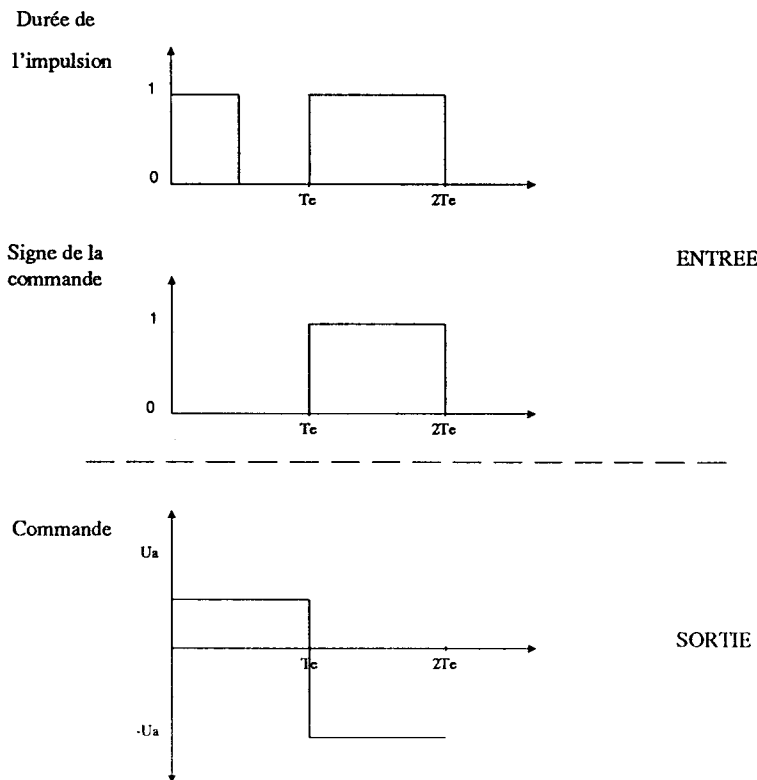 Durée de
l'impulsion
1
0
Te
2Te
Signe de la
commande
ENTREE
1
0
Te
2Te
Commande
Ua
Te
2Te
SORTIE
-Ua